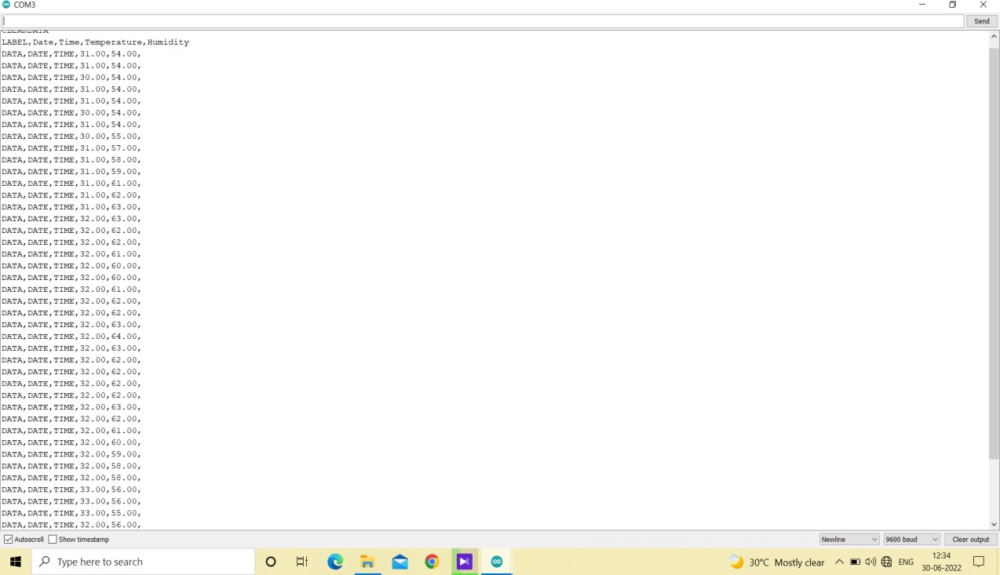 COM3
Send
CLEARDATA
LABEL,Date,Time,Temperature,Humidity
DATA,DATE,TIME,31.00,54.00,
DATA,DATE,TIME,31.00,54.00,
DATA,DATE,TIME,30.00,54.00,
DATA,DATE,TIME,31.00,54.00,
DATA,DATE,TIME,31.00,54.00,
DATA,DATE,TIME,30.00,54.00,
DATA,DATE,TIME,31.00,54.00,
DATA,DATE,TIME,30.00,55.00,
DATA,DATE,TIME,31.00,57.00,
DATA,DATE,TIME,31.00,58.00,
DATA,DATE,TIME,31.00,59.00,
DATA,DATE,TIME,31.00,61.00,
DATA,DATE,TIME,31.00,62.00,
DATA,DATE,TIME,31.00,63.00,
DATA,DATE,TIME,32.00,63.00,
DATA,DATE,TIME,32.00,62.00,
DATA,DATE,TIME,32.00,62.00,
DATA,DATE,TIME,32.00,61.00,
DATA,DATE,TIME,32.00,60.00,
DATA,DATE,TIME,32.00,60.00,
DATA,DATE,TIME,32.00,61.00,
DATA,DATE,TIME,32.00,62.00,
DATA,DATE,TIME,32.00,62.00,
DATA,DATE,TIME,32.00,63.00,
DATA,DATE,TIME,32.00,64.00,
DATA,DATE,TIME,32.00,63.00,
DATA,DATE,TIME,32.00,62.00,
DATA,DATE,TIME,32.00,62.00,
DATA,DATE,TIME,32.00,62.00,
DATA,DATE,TIME,32.00,62.00,
DATA,DATE,TIME,32.00,63.00,
DATA,DATE,TIME,32.00,62.00,
DATA,DATE,TIME,32.00,61.00,
DATA,DATE,TIME,32.00,60.00,
DATA,DATE,TIME,32.00,59.00,
DATA,DATE,TIME,32.00,58.00,
DATA,DATE,TIME,32.00,58.00,
DATA,DATE,TIME,33.00,56.00,
DATA,DATE,TIME,33.00,56.00,
DATA,DATE,TIME,33.00,55.00,
DATA,DATE,TIME,32.00,56.00,
Autoscroll Show timestamp Newline 9600 baud Clear output
Type here to search 30°C Mostly clear ENG 12:34
30-06-2022